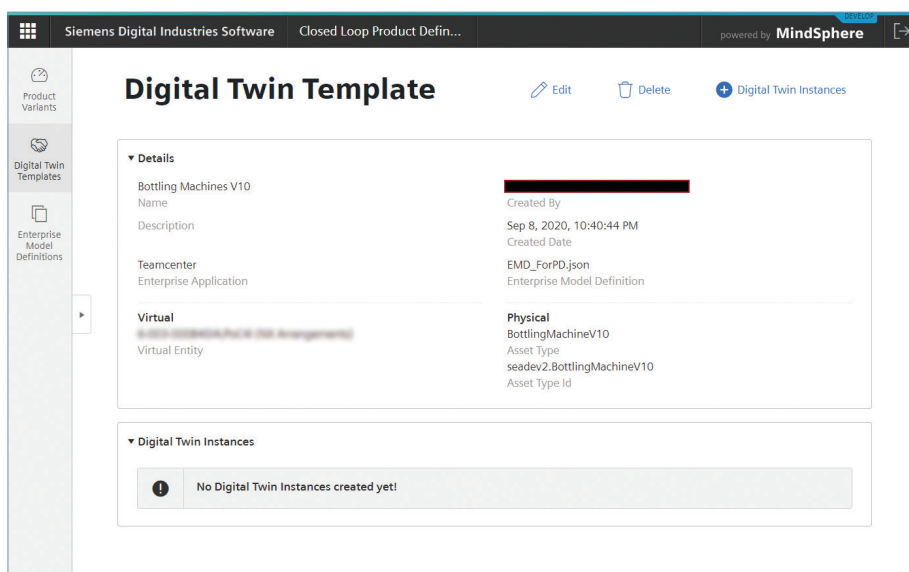 DEVELOP
Siemens Digital Industries Software Closed Loop Product Defin... powered by MindSphere
Product
Variants
Digital Twin
Templates
Enterprise
Model
Definitions
Digital Twin Template Edit Delete Digital Twin Instances
Details
Bottling Machines V10
Name Created By
Description Sep 8, 2020, 10:40:44 PM
Created Date
Teamcenter EMD_ForPD.json
Enterprise Application Enterprise Model Definition
Virtual Physical
BottlingMachineV10
Virtual Entity Asset Type
seadev2.BottlingMachineV10
Asset Type Id
Digital Twin Instances
No Digital Twin Instances created yet!